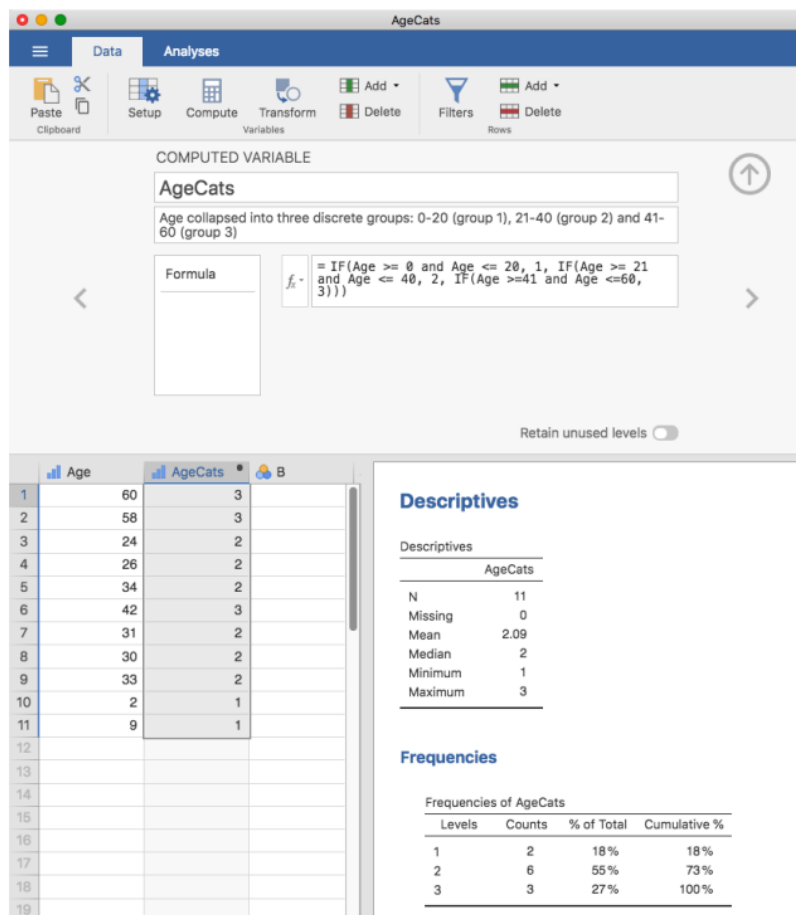 AgeCats
Data Analyses
Paste
Clipboard
Setup Compute Transform
Add
Delete
Variables
Filters
Add
Delete
Rows
COMPUTED VARIABLE
AgeCats
Age collapsed into three discrete groups: 0-20 (group 1), 21-40 (group 2) and 41-
60 (group 3)
Formula
fx
= IF(Age >= 0 and Age <= 20, 1, IF(Age >= 21
and Age <= 40, 2, IF(Age >=41 and Age <=60,
3)))
Retain unused levels
Age AgeCats B
1 60 3
2 58 3
3 24 2
4 26 2
5 34 2
6 42 3
7 31 2
8 30 2
9 33 2
10 2 1
11 9 1
12
13
14
15
16
17
18
19
Descriptives
Descriptives
AgeCats
N 11
Missing 0
Mean 2.09
Median 2
Minimum 1
Maximum 3
Frequencies
Frequencies of AgeCats
Levels Counts % of Total Cumulative %
1 2 18% 18%
2 6 55% 73%
3 3 27% 100%